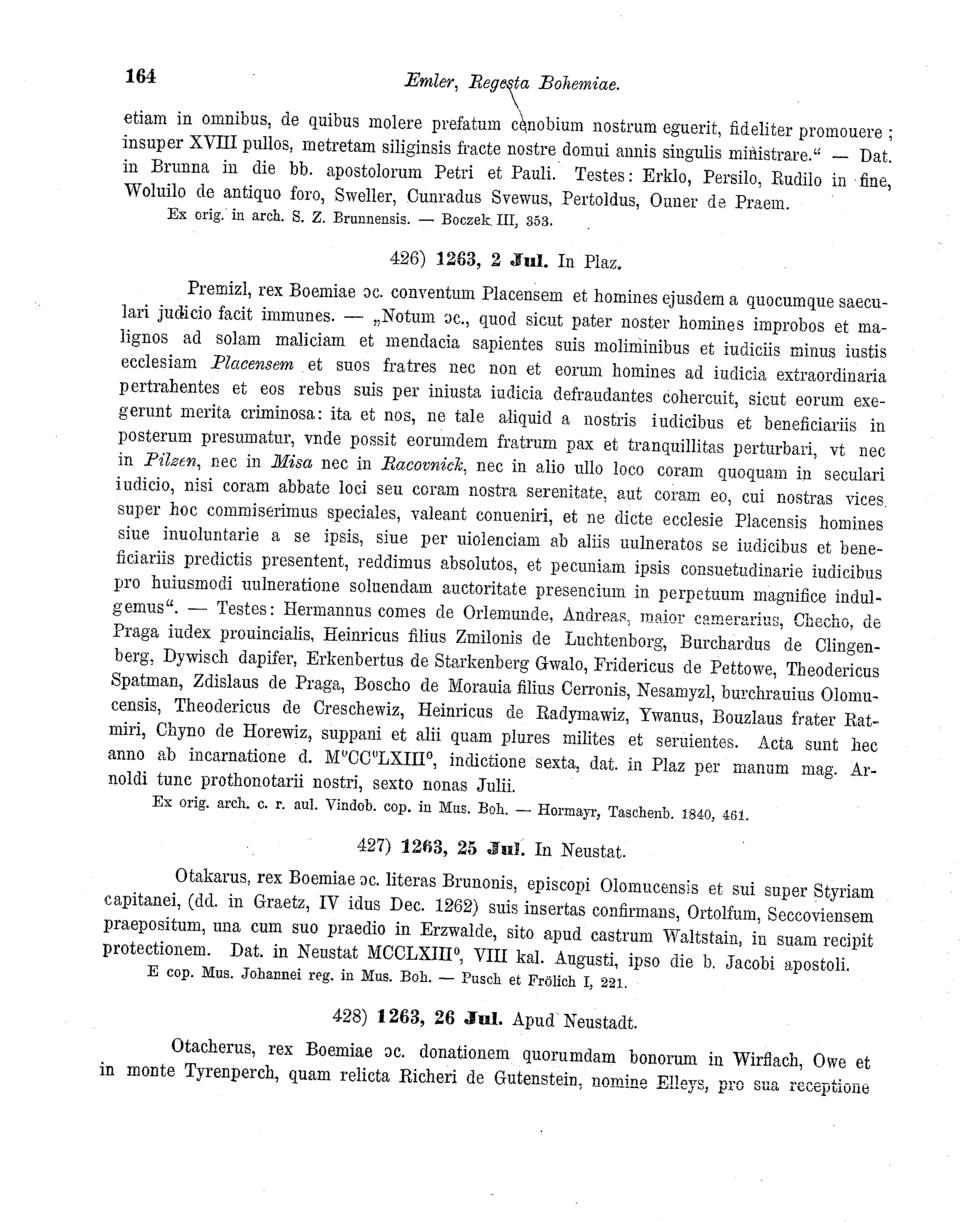 164
Emler, Regesta Bohemiae.
etiam in omnibus, de quibus molere prefatum cenobium nostrum eguerit, fideliter promouere ;
insuper XVIII pullos, metretam siliginsis fracte nostre domui annis singulis ministrare.“ — Dat.
in Brunna in die bb. apostolorum Petri et Pauli. Testes: Erklo, Persilo, Rudilo in fine,
Woluilo de antiquo foro, Sweller, Cunradus Svewus, Pertoldus, Ouner de Praem.
Ex orig. in arch. S. Z. Brunnensis. — Boczek III, 353.
426) 1263, 2 Jul. In Plaz.
Premizl, rex Boemiae ɔc. conventum Placensem et homines ejusdem a quocumque saecu-
lari judicio facit immunes. — „Notum ɔc., quod sicut pater noster homines improbos et ma-
lignos ad solam maliciam et mendacia sapientes suis moliminibus et iudiciis minus iustis
ecclesiam Placensem et suos fratres nec non et eorum homines ad iudicia extraordinaria
pertrahentes et eos rebus suis per iniusta iudicia defraudantes cohercuit, sicut eorum exe-
gerunt merita criminosa: ita et nos, ne tale aliquid a nostris iudicibus et beneficiariis in
posterum presumatur, vnde possit eorumdem fratrum pax et tranquillitas perturbari, vt nec
in Pilzen, nec in Misa nec in Racovnick, nec in alio ullo loco coram quoquam in seculari
iudicio, nisi coram abbate loci seu coram nostra serenitate, aut coram eo, cui nostras vices
super hoc commiserimus speciales, valeant conueniri, et ne dicte ecclesie Placensis homines
siue inuoluntarie a se ipsis, siue per uiolenciam ab aliis uulneratos se iudicibus et bene-
ficiariis predictis presentent, reddimus absolutos, et pecuniam ipsis consuetudinarie iudicibus
pro huiusmodi uulneratione soluendam auctoritate presencium in perpetuum magnifice indul-
gemus“. — Testes: Hermannus comes de Orlemunde, Andreas, maior camerarius, Checho, de
Praga iudex prouincialis, Heinricus filius Zmilonis de Luchtenborg, Burchardus de Clingen-
berg, Dywisch dapifer, Erkenbertus de Starkenberg Gwalo, Fridericus de Pettowe, Theodericus
Spatman, Zdislaus de Praga, Boscho de Morauia filius Cerronis, Nesamyzl, burchrauius Olomu-
censis, Theodericus de Creschewiz, Heinricus de Radymawiz, Ywanus, Bouzlaus frater Rat-
miri, Chyno de Horewiz, suppani et alii quam plures milites et seruientes. Acta sunt hec
anno ab incarnatione d. MºCCºLXIIIº, indictione sexta, dat. in Plaz per manum mag. Ar-
noldi tunc prothonotarii nostri, sexto nonas Julii.
Ex orig. arch. c. r. aul. Vindob. cop. in Mus. Boh. — Hormayr, Taschenb. 1840, 461.
427) 1263, 25 Jul. In Neustat.
Otakarus, rex Boemiae ɔc. literas Brunonis, episcopi Olomucensis et sui super Styriam
capitanei, (dd. in Graetz, IV idus Dec. 1262) suis insertas confirmans, Ortolfum, Seccoviensem
praepositum, una cum suo praedio in Erzwalde, sito apud castrum Waltstain, in suam recipit
protectionem. Dat. in Neustat MCCLXIIIº, VIII kal. Augusti, ipso die b. Jacobi apostoli.
E cop. Mus. Johannei reg. in Mus. Boh. — Pusch et Frölich I, 221.
428) 1263, 26 Jul. Apud Neustadt.
Otacherus, rex Boemiae ɔc. donationem quorumdam bonorum in Wirflach, Owe et
in monte Tyrenperch, quam relicta Richeri de Gutenstein, nomine Elleys, pro sua receptione